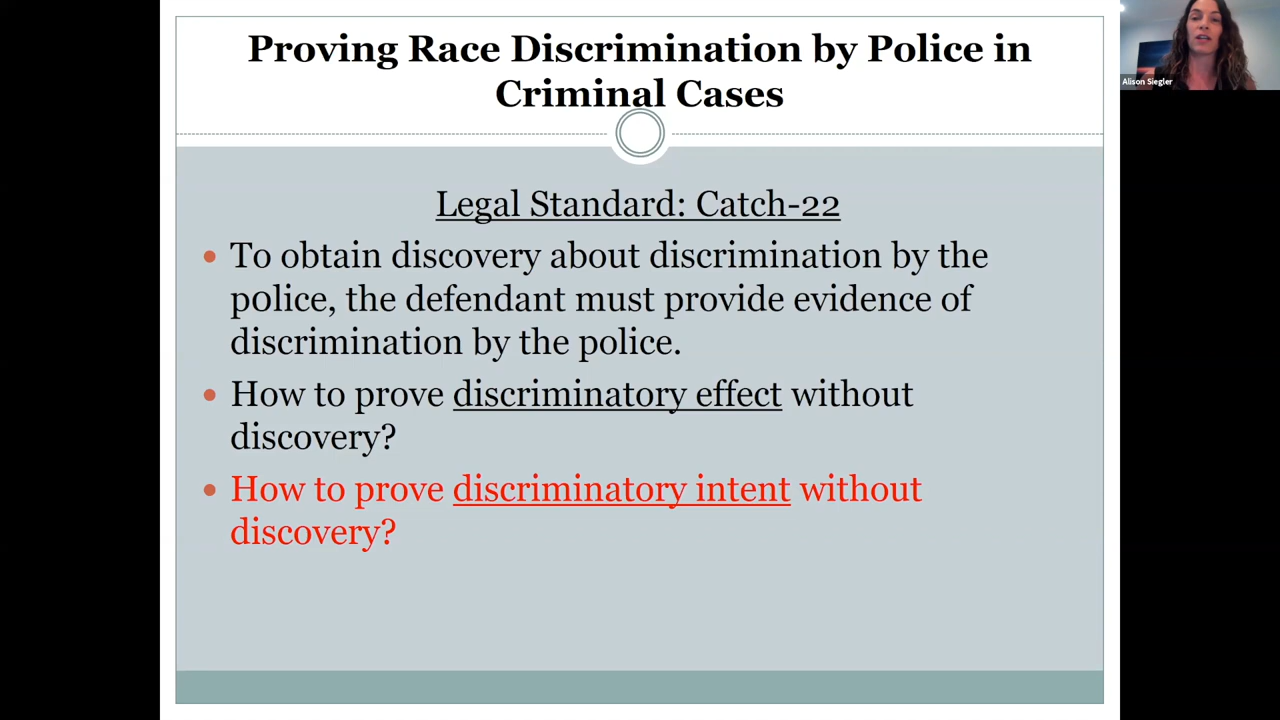 Proving Race Discrimination by Police in
Criminal Cases
Alison Siegler
Legal Standard: Catch-22
• To obtain discovery about discrimination by the
police, the defendant must provide evidence of
discrimination by the police.
• How to prove discriminatory effect without
discovery?
• How to prove discriminatory intent without
discovery?